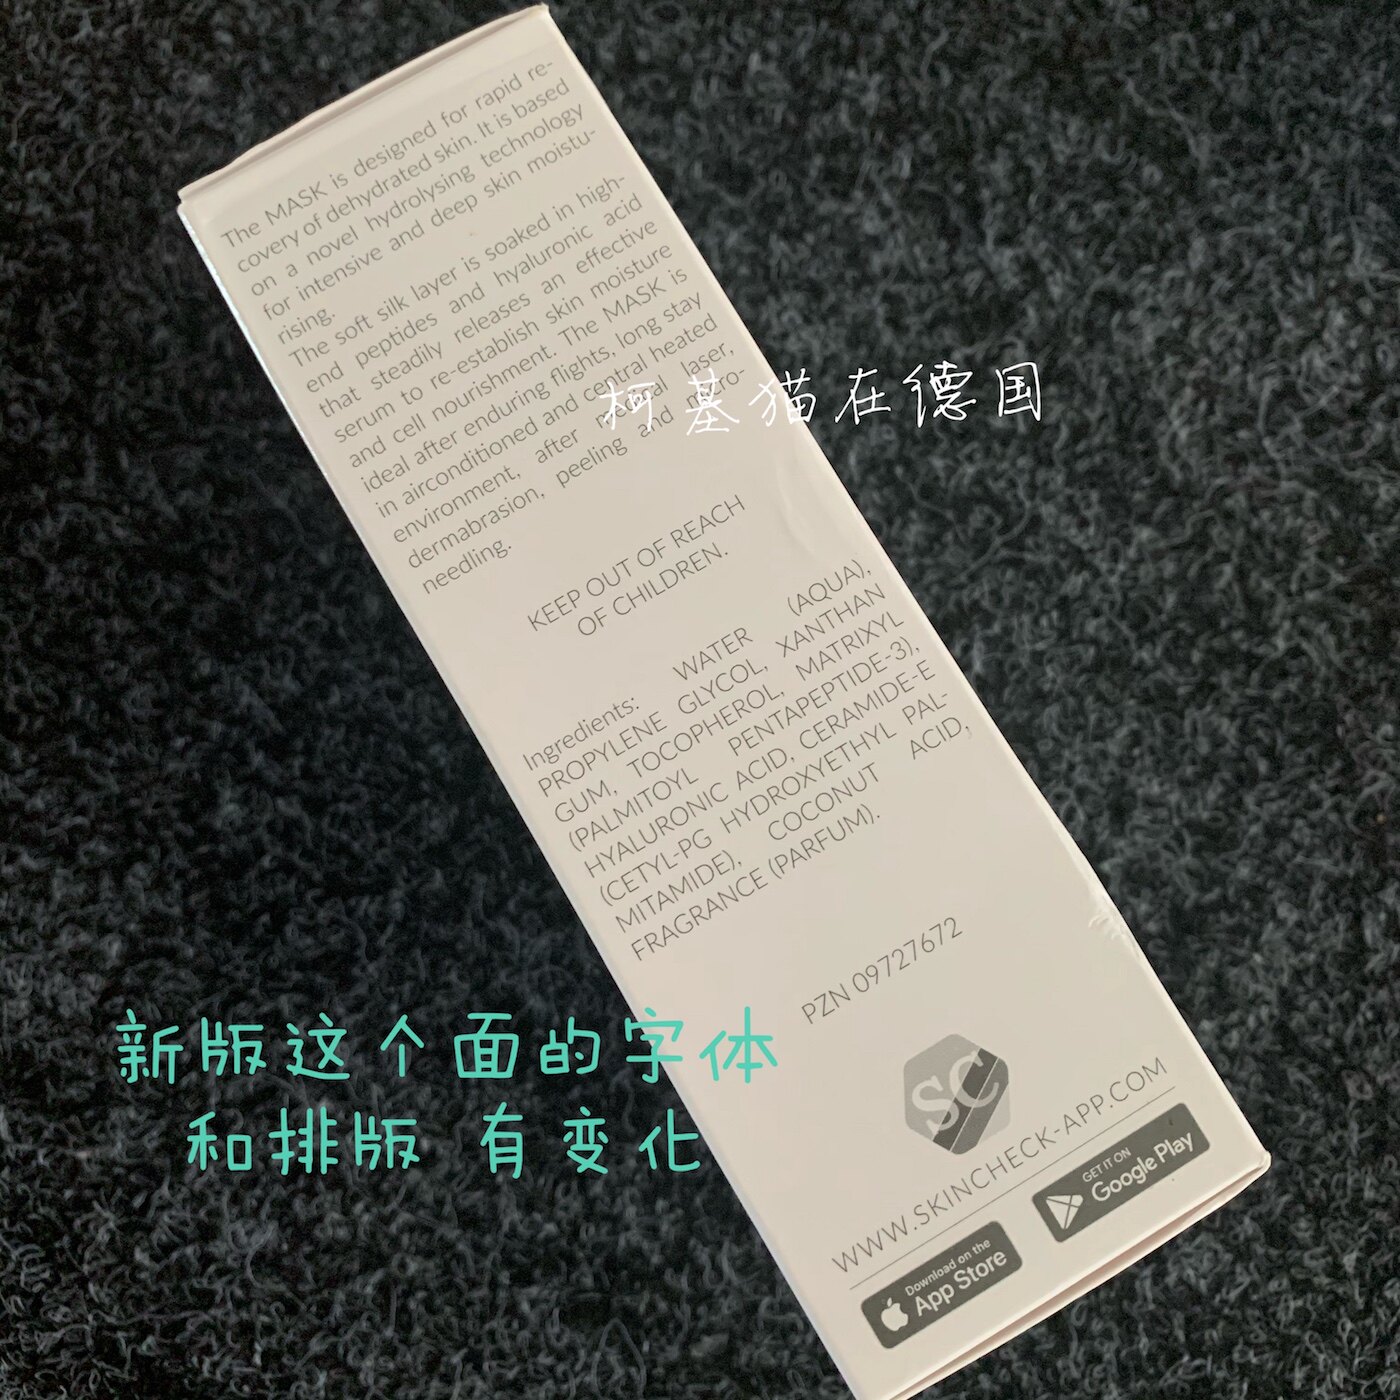 The MASK is designed for rapid re-
covery of dehydrated skin. It is based
on a novel hydrolysing technology
for intensive and deep skin moistu-
rising.
The soft silk layer is soaked in high-
end peptides and hyaluronic acid
that steadily releases an effective
serum to re-establish skin moisture
and cell nourishment. The MASK is
ideal after enduring flights, long stay
in airconditioned and central heated
environment, after laser,
dermabrasion, peeling and
needling.
柯基猫在德国
KEEP OUT OF REACH
OF CHILDREN.
Ingredients: WATER (AQUA),
PROPYLENE GLYCOL, XANTHAN
GUM, TOCOPHEROL, MATRIXYL
(PALMITOYL PENTAPEPTIDE-3),
HYALURONIC ACID, CERAMIDE-E
(CETYL-PG HYDROXYETHYL PAL-
MITAMIDE), COCONUT ACID,
FRAGRANCE (PARFUM).
PZN 09727672
新版这个面的字体
和排版 有变化
SC
WWW.SKINCHECK-APP.COM
Download on the
App Store
GET IT ON
Google Play